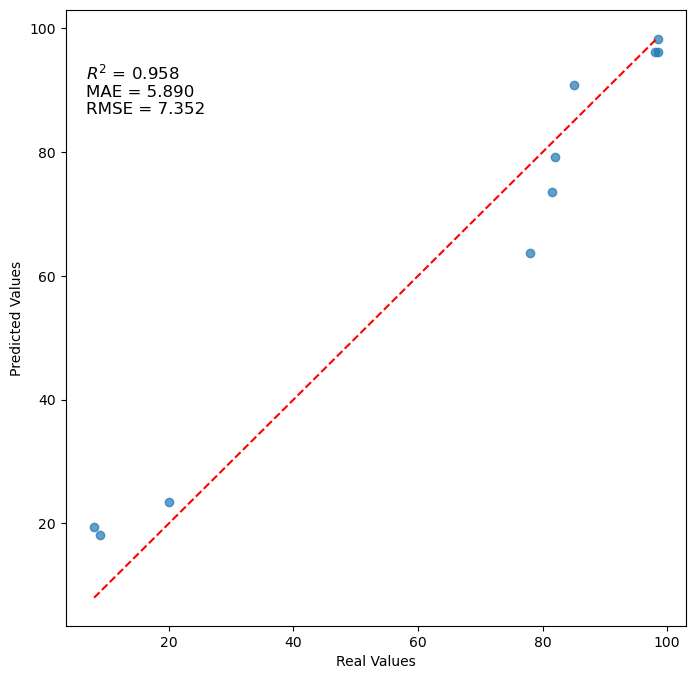 R² = 0.958
MAE = 5.890
RMSE = 7.352
100
80
60
40
20
Predicted Values
20 40 60 80 100
Real Values